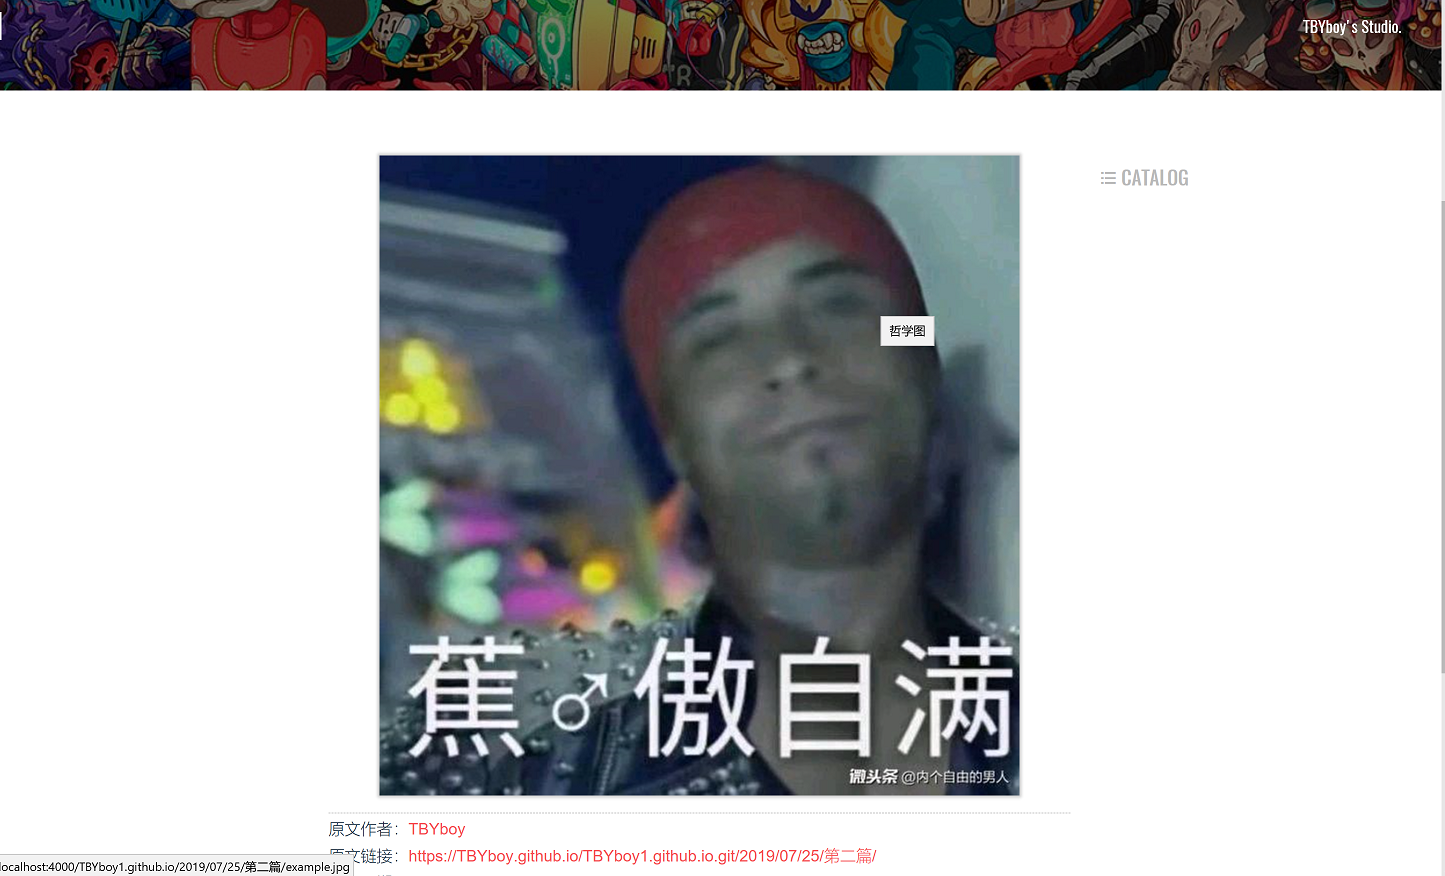 TBYboy's Studio.
CATALOG
哲学图
蕉♂傲自满
微头条 @内个自由的男人
原文作者：TBYboy
原文链接：https://TBYboy.github.io/TBYboy1.github.io.git/2019/07/25/第二篇/
localhost:4000/TBYboy1.github.io/2019/07/25/第二篇/example.jpg